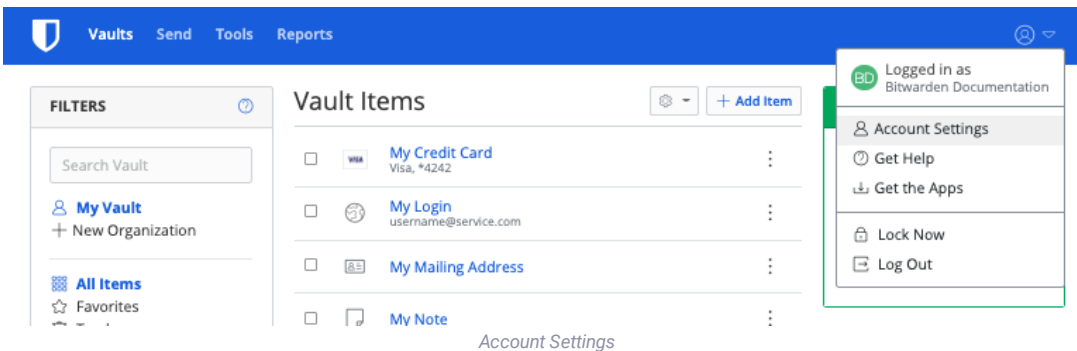 Vaults Send Tools Reports
FILTERS
Search Vault
My Vault
New Organization
All Items
Favorites
Vault Items
Add Item
VISA
My Credit Card
Visa, *4242
My Login
username@service.com
My Mailing Address
My Note
BD
Logged in as
Bitwarden Documentation
Account Settings
Get Help
Get the Apps
Lock Now
Log Out
Account Settings